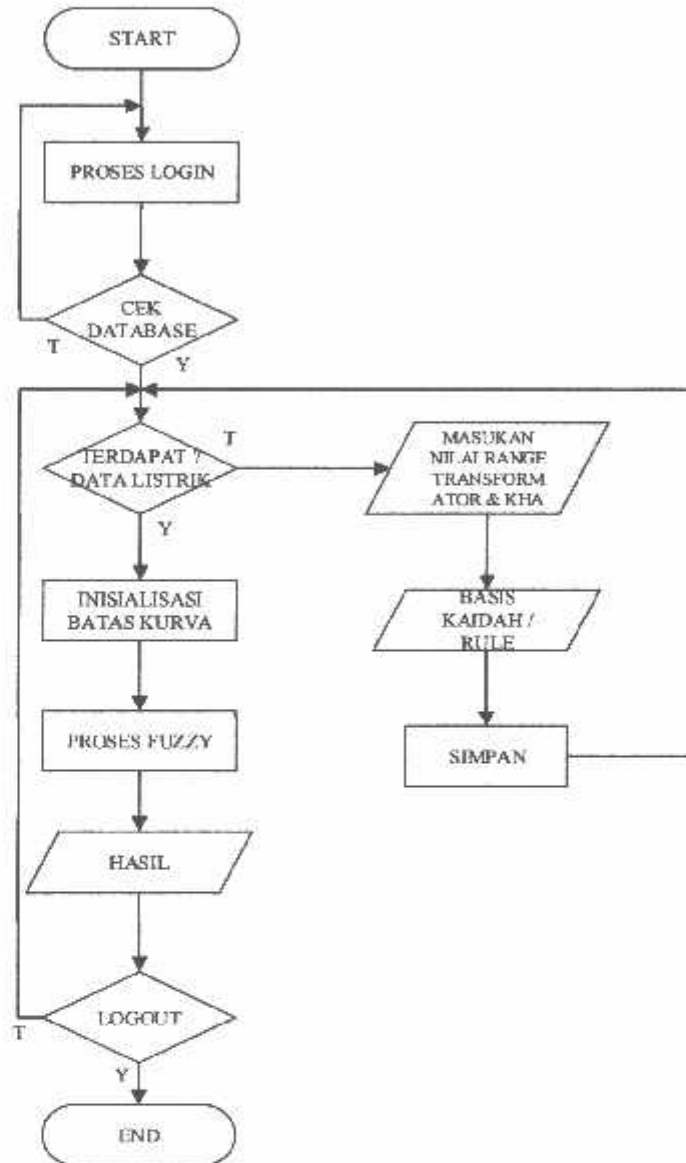 START
PROSES LOGIN
CEK
DATABASE
T
Y
TERDAPAT ?
DATA LISTRIK
T
Y
MASUKAN
NILAI RANGE
TRANSFORM
ATOR & KHA
INISIALISASI
BATAS KURVA
BASIS
KAIDAH /
RULE
PROSES FUZZY
SIMPAN
HASIL
LOGOUT
T
Y
END